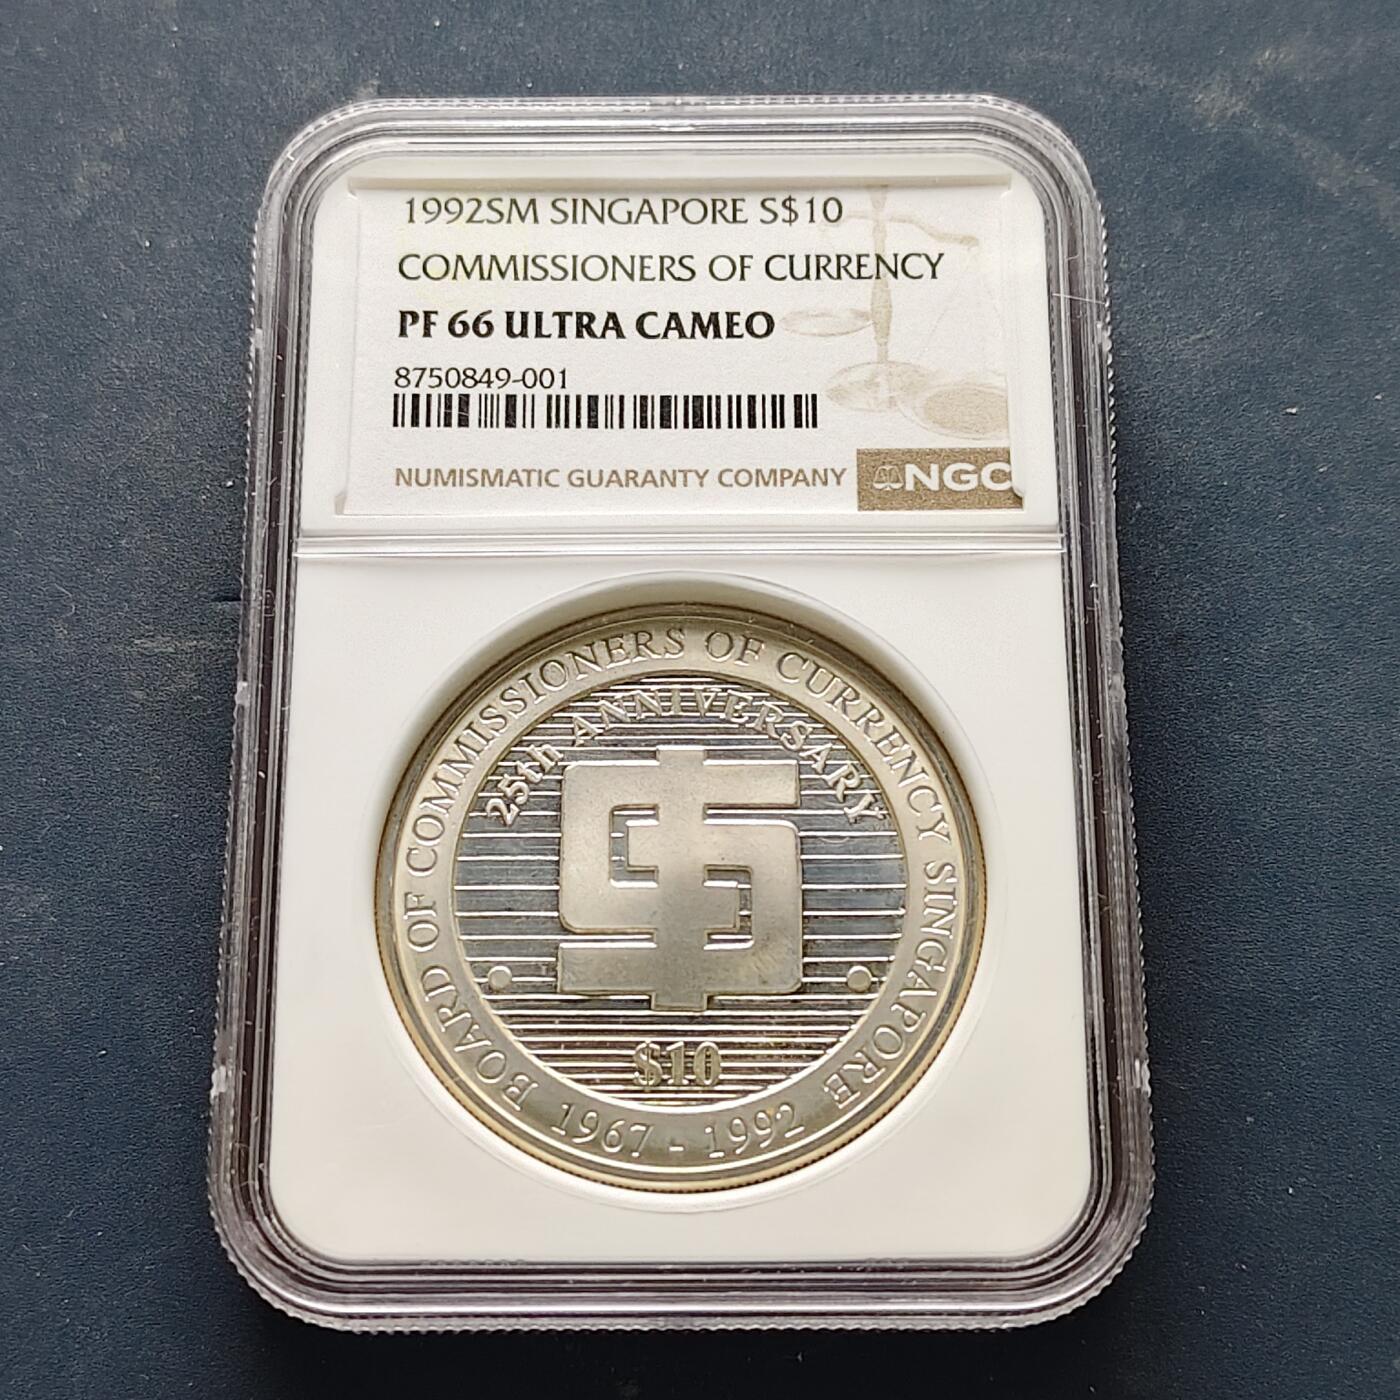 1992SM SINGAPORE S$10
COMMISSIONERS OF CURRENCY
PF 66 ULTRA CAMEO
8750849-001
NUMISMATIC GUARANTY COMPANY
NGC
BOARD OF COMMISSIONERS OF CURRENCY SINGAPORE
25th ANNIVERSARY
$10
1967 - 1992